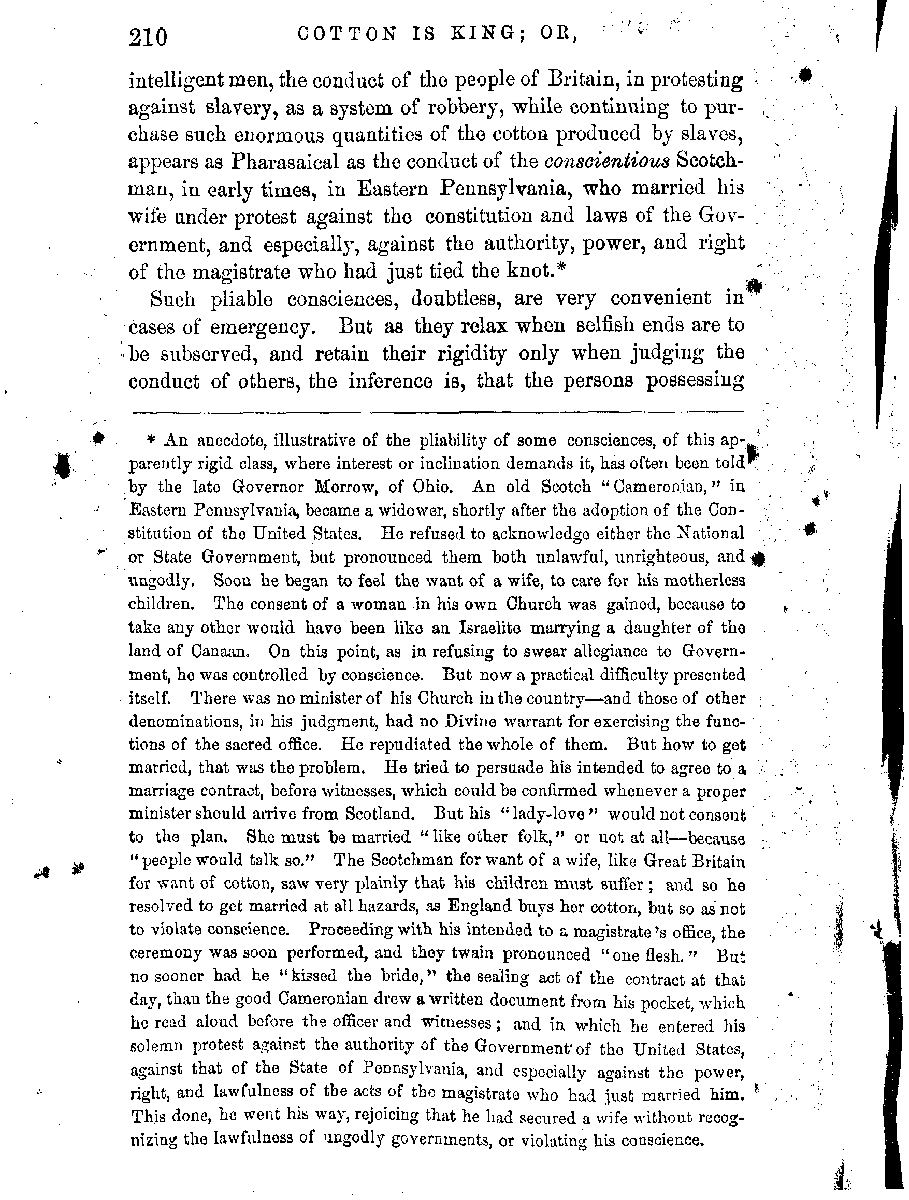 210 COTTON IS KING; OR,
intelligent men, the conduct of the people of Britain, in protesting
against slavery, as a system of robbery, while continuing to pur-
chase such enormous quantities of the cotton produced by slaves,
appears as Pharasaical as the conduct of the conscientious Scotch-
man, in early times, in Eastern Pennsylvania, who married his
wife under protest against the constitution and laws of the Gov-
ernment, and especially, against the authority, power, and right
of the magistrate who had just tied the knot.*
Such pliable consciences, doubtless, are very convenient in
cases of emergency. But as they relax when selfish ends are to
be subserved, and retain their rigidity only when judging the
conduct of others, the inference is, that the persons possessing
* An anecdote, illustrative of the pliability of some consciences, of this ap-
parently rigid class, where interest or inclination demands it, has often been told
by the late Governor Morrow, of Ohio. An old Scotch "Cameronian," in
Eastern Pennsylvania, became a widower, shortly after the adoption of the Con-
stitution of the United States. He refused to acknowledge either the National
or State Government, but pronounced them both unlawful, unrighteous, and
ungodly. Soon he began to feel the want of a wife, to care for his motherless
children. The consent of a woman in his own Church was gained, because to
take any other would have been like an Israelite marrying a daughter of the
land of Canaan. On this point, as in refusing to swear allegiance to Govern-
ment, he was controlled by conscience. But now a practical difficulty presented
itself. There was no minister of his Church in the country—and those of other
denominations, in his judgment, had no Divine warrant for exercising the func-
tions of the sacred office. He repudiated the whole of them. But how to get
married, that was the problem. He tried to persuade his intended to agree to a
marriage contract, before witnesses, which could be confirmed whenever a proper
minister should arrive from Scotland. But his "lady-love" would not consent
to the plan. She must be married "like other folk," or not at all—because
"people would talk so." The Scotchman for want of a wife, like Great Britain
for want of cotton, saw very plainly that his children must suffer; and so he
resolved to get married at all hazards, as England buys her cotton, but so as not
to violate conscience. Proceeding with his intended to a magistrate's office, the
ceremony was soon performed, and they twain pronounced "one flesh." But
no sooner had he "kissed the bride," the sealing act of the contract at that
day, than the good Cameronian drew a written document from his pocket, which
he read aloud before the officer and witnesses; and in which he entered his
solemn protest against the authority of the Government of the United States,
against that of the State of Pennsylvania, and especially against the power,
right, and lawfulness of the acts of the magistrate who had just married him.
This done, he went his way, rejoicing that he had secured a wife without recog-
nizing the lawfulness of ungodly governments, or violating his conscience.